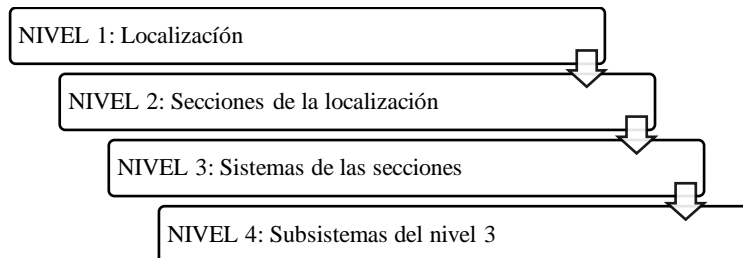 NIVEL 1: Localizacíón
NIVEL 2: Secciones de la localización
NIVEL 3: Sistemas de las secciones
NIVEL 4: Subsistemas del nivel 3